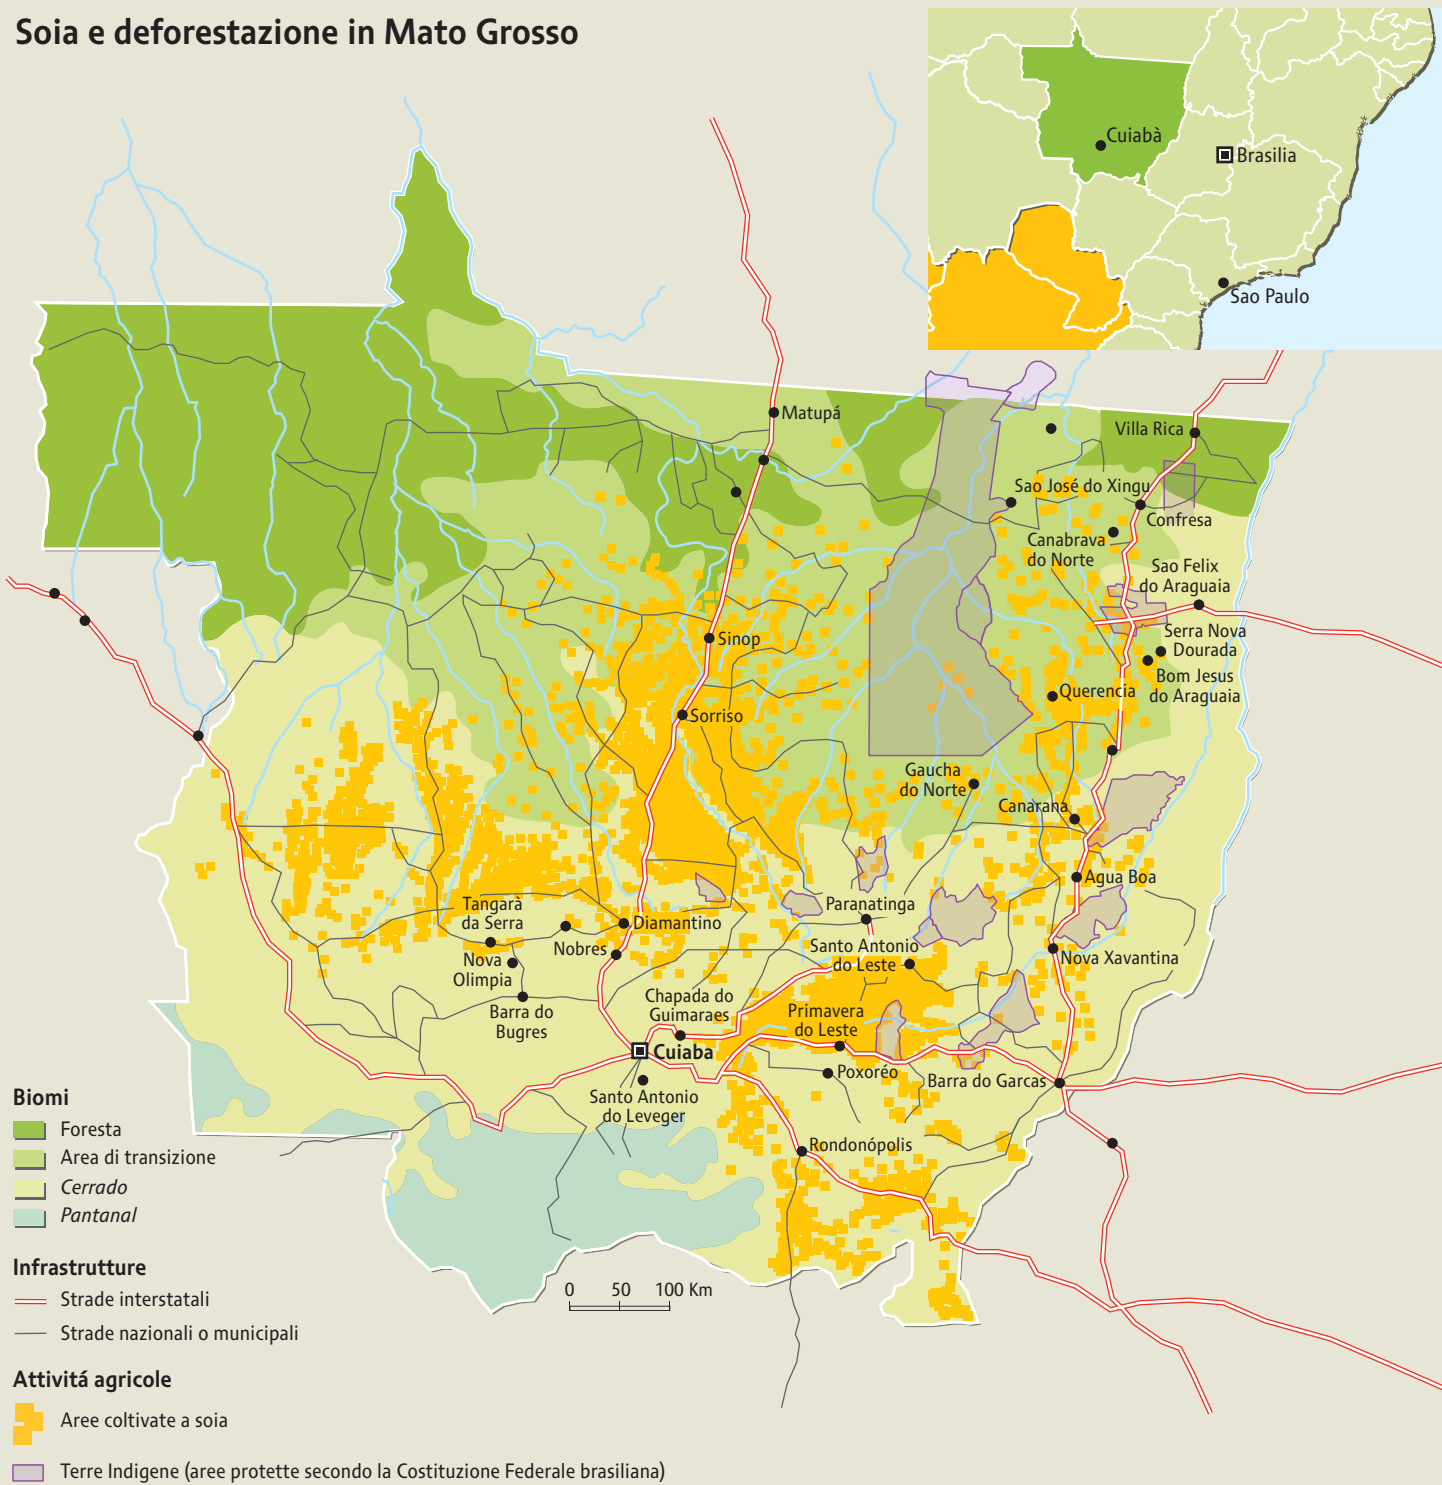 Soia e deforestazione in Mato Grosso
Cuiabà
Brasilia
Sao Paulo
Matupá
Villa Rica
Sao José do Xingu
Confresa
Canabrava
do Norte
Sao Felix
do Araguaia
Serra Nova
Dourada
Bom Jesus
do Araguaia
Sinop
Querencia
Sorriso
Gaucha
do Norte
Canarana
Agua Boa
Tangarà
da Serra
Diamantino
Paranatinga
Nobres
Santo Antonio
do Leste
Nova
Olimpia
Nova Xavantina
Chapada do
Guimaraes
Barra do
Bugres
Primavera
do Leste
Cuiaba
Poxoréo
Barra do Garcas
Santo Antonio
do Leveger
Rondonópolis
0 50 100 Km
Biomi
Foresta
Area di transizione
Cerrado
Pantanal
Infrastrutture
Strade interstatali
Strade nazionali o municipali
Attivitá agricole
Aree coltivate a soia
Terre Indigene (aree protette secondo la Costituzione Federale brasiliana)